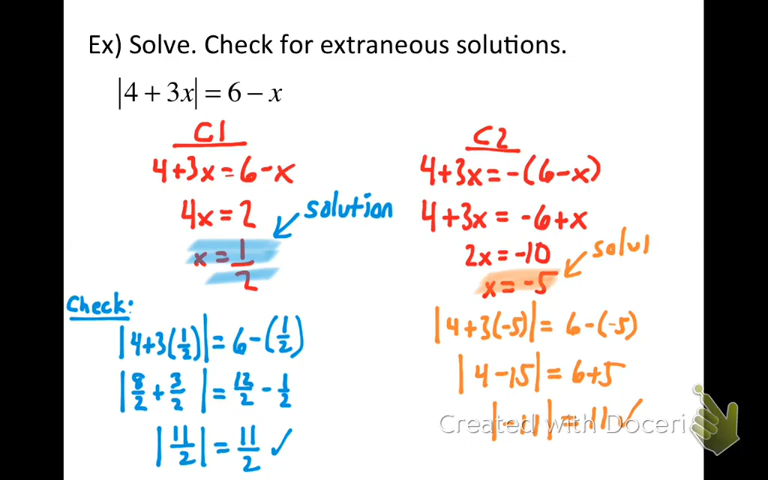 Ex) Solve. Check for extraneous solutions.
|4 + 3x| = 6 − x
C1
4+3x=6-x
4x=2
solution
x=1/2
Check:
|4+3(1/2)|=6-(1/2)
|8/2+3/2|=12/2-1/2
|11/2|=11/2 ✓
C2
4+3x=-(6-x)
4+3x=-6+x
2x=-10
solu
x=-5
|4+3(-5)|=6-(-5)
|4-15|=6+5
|-11|=11✓
Created with Doceri